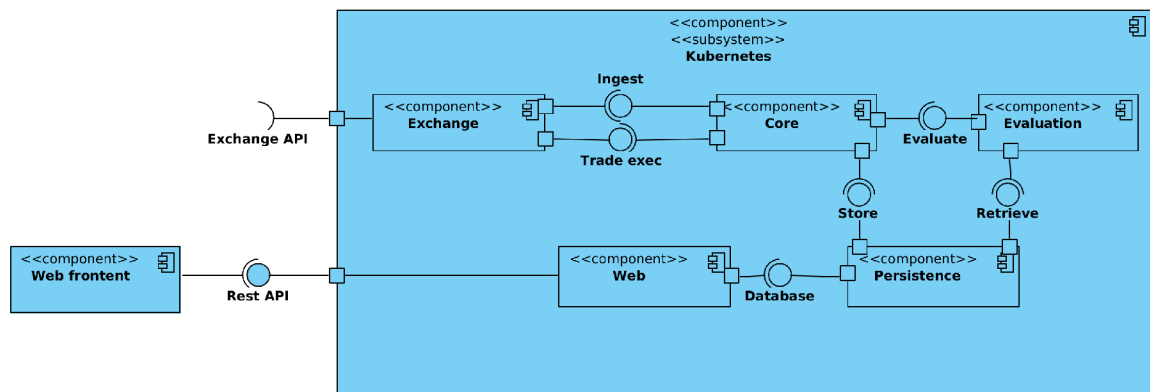 <<component>>
<<subsystem>>
Kubernetes
Ingest
<<component>>
Exchange
<<component>>
Core
<<component>>
Evaluation
Exchange API
Trade exec
Evaluate
Store
Retrieve
<<component>>
Web frontent
Rest API
<<component>>
Web
Database
<<component>>
Persistence